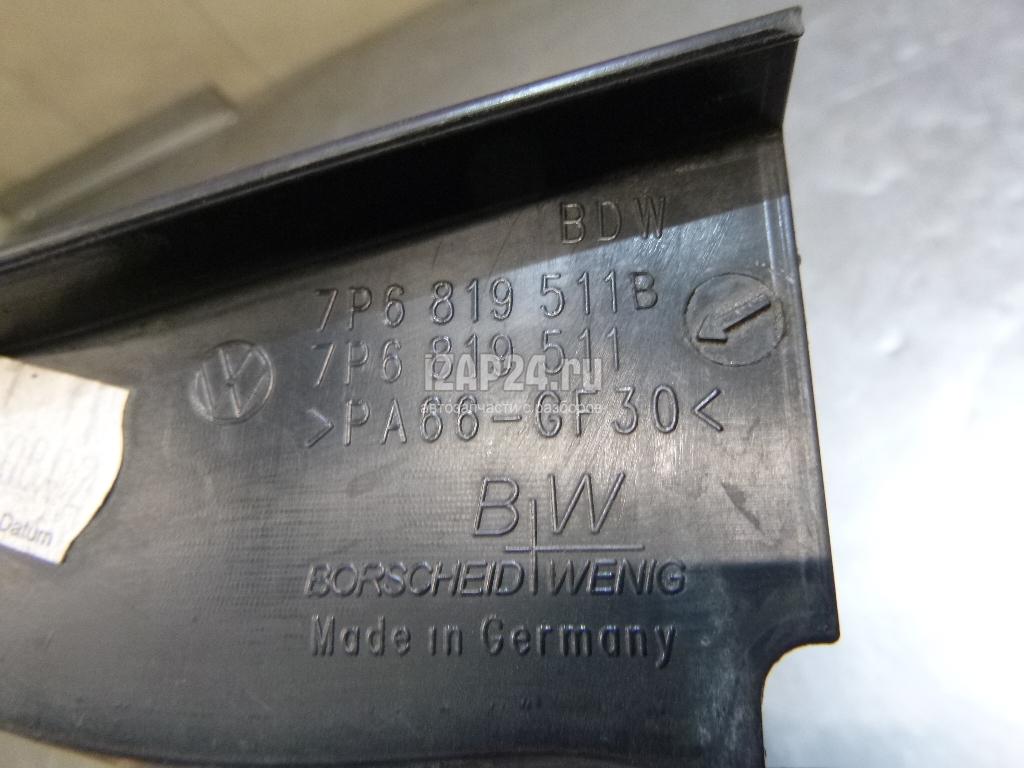 BDW
7P6 819 511B
7P6 819 511
IZAP24.ru
автозапчасти с разборов
>PA66-GF30<
B W
BORSCHEID WENIG
Made in Germany
Datum